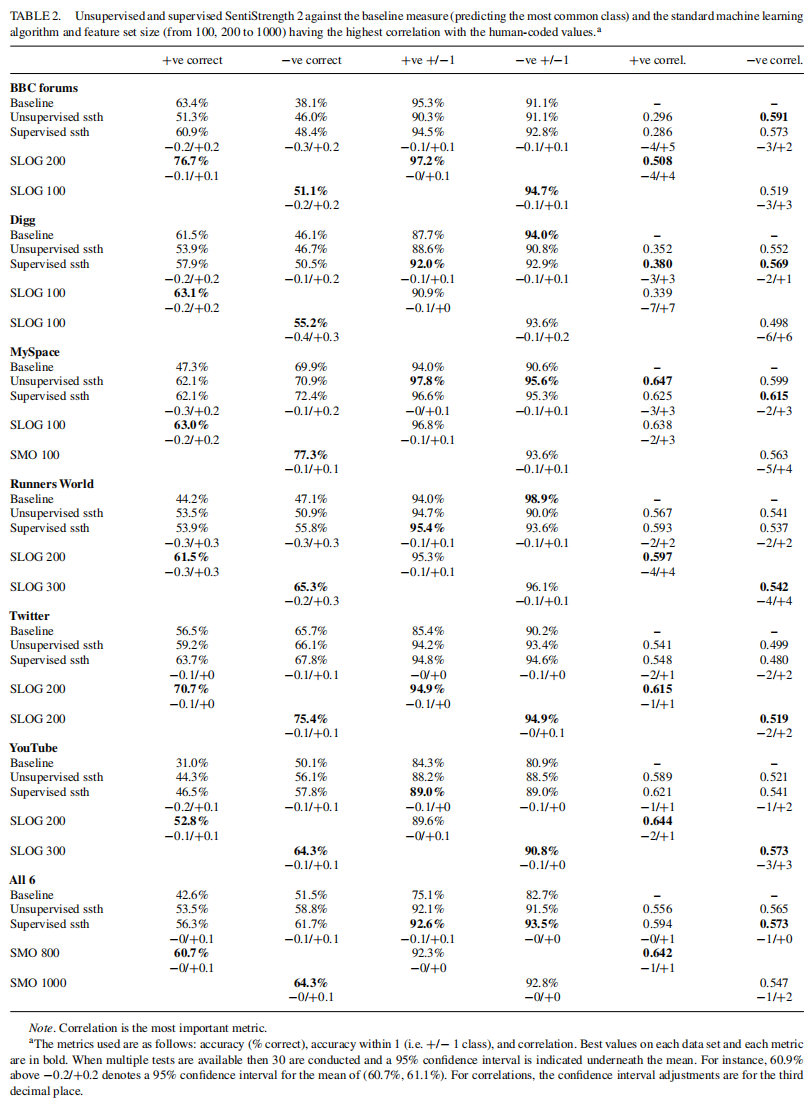 TABLE 2. Unsupervised and supervised SentiStrength 2 against the baseline measure (predicting the most common class) and the standard machine learning
algorithm and feature set size (from 100, 200 to 1000) having the highest correlation with the human-coded values.a
+ve correct −ve correct +ve +/−1 −ve +/−1 +ve correl. −ve correl.
BBC forums
Baseline 63.4% 38.1% 95.3% 91.1% – –
Unsupervised ssth 51.3% 46.0% 90.3% 91.1% 0.296 0.591
Supervised ssth 60.9% 48.4% 94.5% 92.8% 0.286 0.573
−0.2/+0.2 −0.3/+0.2 −0.1/+0.1 −0.1/+0.1 −4/+5 −3/+2
SLOG 200 76.7% 97.2% 0.508
−0.1/+0.1 −0/+0.1 −4/+4
SLOG 100 51.1% 94.7% 0.519
−0.2/+0.2 −0.1/+0.1 −3/+3
Digg
Baseline 61.5% 46.1% 87.7% 94.0% – –
Unsupervised ssth 53.9% 46.7% 88.6% 90.8% 0.352 0.552
Supervised ssth 57.9% 50.5% 92.0% 92.9% 0.380 0.569
−0.2/+0.2 −0.1/+0.2 −0.1/+0.1 −0.1/+0.1 −3/+3 −2/+1
SLOG 100 63.1% 90.9% 0.339
−0.2/+0.2 −0.1/+0 −7/+7
SLOG 100 55.2% 93.6% 0.498
−0.4/+0.3 −0.1/+0.2 −6/+6
MySpace
Baseline 47.3% 69.9% 94.0% 90.6% – –
Unsupervised ssth 62.1% 70.9% 97.8% 95.6% 0.647 0.599
Supervised ssth 62.1% 72.4% 96.6% 95.3% 0.625 0.615
−0.3/+0.2 −0.1/+0.2 −0/+0.1 −0.1/+0.1 −3/+3 −2/+3
SLOG 100 63.0% 96.8% 0.638
−0.2/+0.2 −0.1/+0.1 −2/+3
SMO 100 77.3% 93.6% 0.563
−0.1/+0.1 −0.1/+0.1 −5/+4
Runners World
Baseline 44.2% 47.1% 94.0% 98.9% – –
Unsupervised ssth 53.5% 50.9% 94.7% 90.0% 0.567 0.541
Supervised ssth 53.9% 55.8% 95.4% 93.6% 0.593 0.537
−0.3/+0.3 −0.3/+0.3 −0.1/+0.1 −0.1/+0.1 −2/+2 −2/+2
SLOG 200 61.5% 95.3% 0.597
−0.3/+0.3 −0.1/+0.1 −4/+4
SLOG 300 65.3% 96.1% 0.542
−0.2/+0.3 −0.1/+0.1 −4/+4
Twitter
Baseline 56.5% 65.7% 85.4% 90.2% – –
Unsupervised ssth 59.2% 66.1% 94.2% 93.4% 0.541 0.499
Supervised ssth 63.7% 67.8% 94.8% 94.6% 0.548 0.480
−0.1/+0 −0.1/+0.1 −0/+0 −0.1/+0 −2/+1 −2/+2
SLOG 200 70.7% 94.9% 0.615
−0.1/+0 −0.1/+0 −1/+1
SLOG 200 75.4% 94.9% 0.519
−0.1/+0.1 −0/+0.1 −2/+2
YouTube
Baseline 31.0% 50.1% 84.3% 80.9% – –
Unsupervised ssth 44.3% 56.1% 88.2% 88.5% 0.589 0.521
Supervised ssth 46.5% 57.8% 89.0% 89.0% 0.621 0.541
−0.2/+0.1 −0.1/+0.1 −0.1/+0 −0.1/+0 −1/+1 −1/+2
SLOG 200 52.8% 89.6% 0.644
−0.1/+0.1 −0/+0.1 −2/+1
SLOG 300 64.3% 90.8% 0.573
−0.1/+0.1 −0.1/+0 −3/+3
All 6
Baseline 42.6% 51.5% 75.1% 82.7% – –
Unsupervised ssth 53.5% 58.8% 92.1% 91.5% 0.556 0.565
Supervised ssth 56.3% 61.7% 92.6% 93.5% 0.594 0.573
−0/+0.1 −0.1/+0.1 −0.1/+0.1 −0/+0 −0/+1 −1/+0
SMO 800 60.7% 92.3% 0.642
−0/+0.1 −0/+0 −1/+1
SMO 1000 64.3% 92.8% 0.547
−0/+0.1 −0/+0 −1/+2
Note. Correlation is the most important metric.
aThe metrics used are as follows: accuracy (% correct), accuracy within 1 (i.e. +/− 1 class), and correlation. Best values on each data set and each metric
are in bold. When multiple tests are available then 30 are conducted and a 95% confidence interval is indicated underneath the mean. For instance, 60.9%
above −0.2/+0.2 denotes a 95% confidence interval for the mean of (60.7%, 61.1%). For correlations, the confidence interval adjustments are for the third
decimal place.